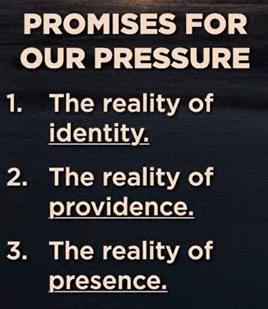 PROMISES FOR
OUR PRESSURE
1. The reality of
identity.
2. The reality of
providence.
3. The reality of
presence.